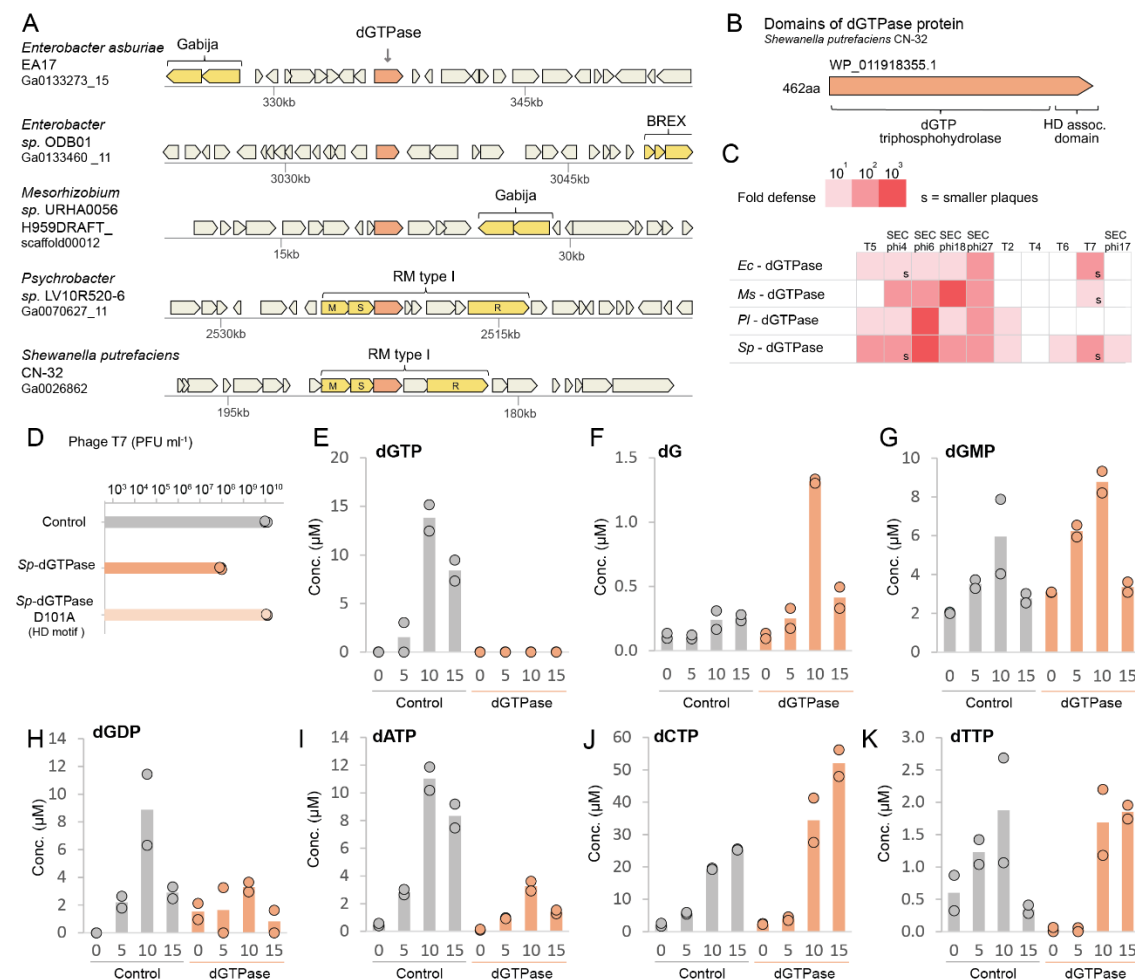 A
Enterobacter asburiae
EA17
Ga0133273_15
Gabija
dGTPase
330kb
345kb
Enterobacter
sp. ODB01
Ga0133460 _11
BREX
3030kb
3045kb
Mesorhizobium
sp. URHA0056
H959DRAFT_
scaffold00012
Gabija
15kb
30kb
Psychrobacter
sp. LV10R520-6
Ga0070627_11
RM type I
M S R
2530kb
2515kb
Shewanella putrefaciens
CN-32
Ga0026862
RM type I
M S R
195kb
180kb
B
Domains of dGTPase protein
Shewanella putrefaciens CN-32
WP_011918355.1
462aa
dGTP
triphosphohydrolase
HD assoc.
domain
C
10¹ 10² 10³
Fold defense
s = smaller plaques
T5 SEC phi4 SEC phi6 SEC phi18 SEC phi27 T2 T4 T6 T7 SEC phi17
Ec - dGTPase s s
Ms - dGTPase s
Pl - dGTPase
Sp - dGTPase s s
D
Phage T7 (PFU ml⁻¹)
10³ 10⁴ 10⁵ 10⁶ 10⁷ 10⁸ 10⁹ 10¹⁰
Control
Sp-dGTPase
Sp-dGTPase
D101A
(HD motif )
E
dGTP
Conc. (µM)
20
15
10
5
0
0 5 10 15 0 5 10 15
Control dGTPase
F
dG
Conc. (µM)
1.5
1.0
0.5
0.0
0 5 10 15 0 5 10 15
Control dGTPase
G
dGMP
Conc. (µM)
10
8
6
4
2
0
0 5 10 15 0 5 10 15
Control dGTPase
H
dGDP
Conc. (µM)
14
12
10
8
6
4
2
0
0 5 10 15 0 5 10 15
Control dGTPase
I
dATP
Conc. (µM)
14
12
10
8
6
4
2
0
0 5 10 15 0 5 10 15
Control dGTPase
J
dCTP
Conc. (µM)
60
50
40
30
20
10
0
0 5 10 15 0 5 10 15
Control dGTPase
K
dTTP
Conc. (µM)
3.0
2.5
2.0
1.5
1.0
0.5
0.0
0 5 10 15 0 5 10 15
Control dGTPase